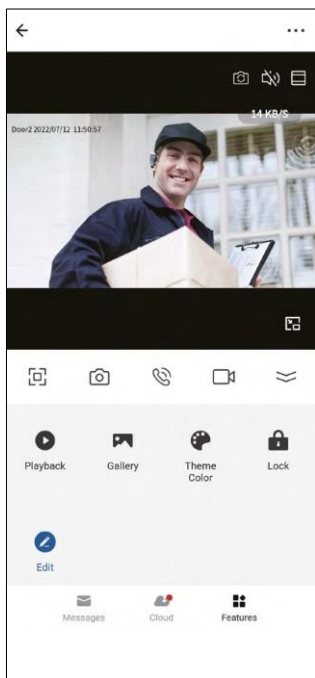 14 KB/S
Door2 2022/07/12 11:50:57
Playback
Gallery
Theme
Color
Lock
Edit
Messages
Cloud
Features